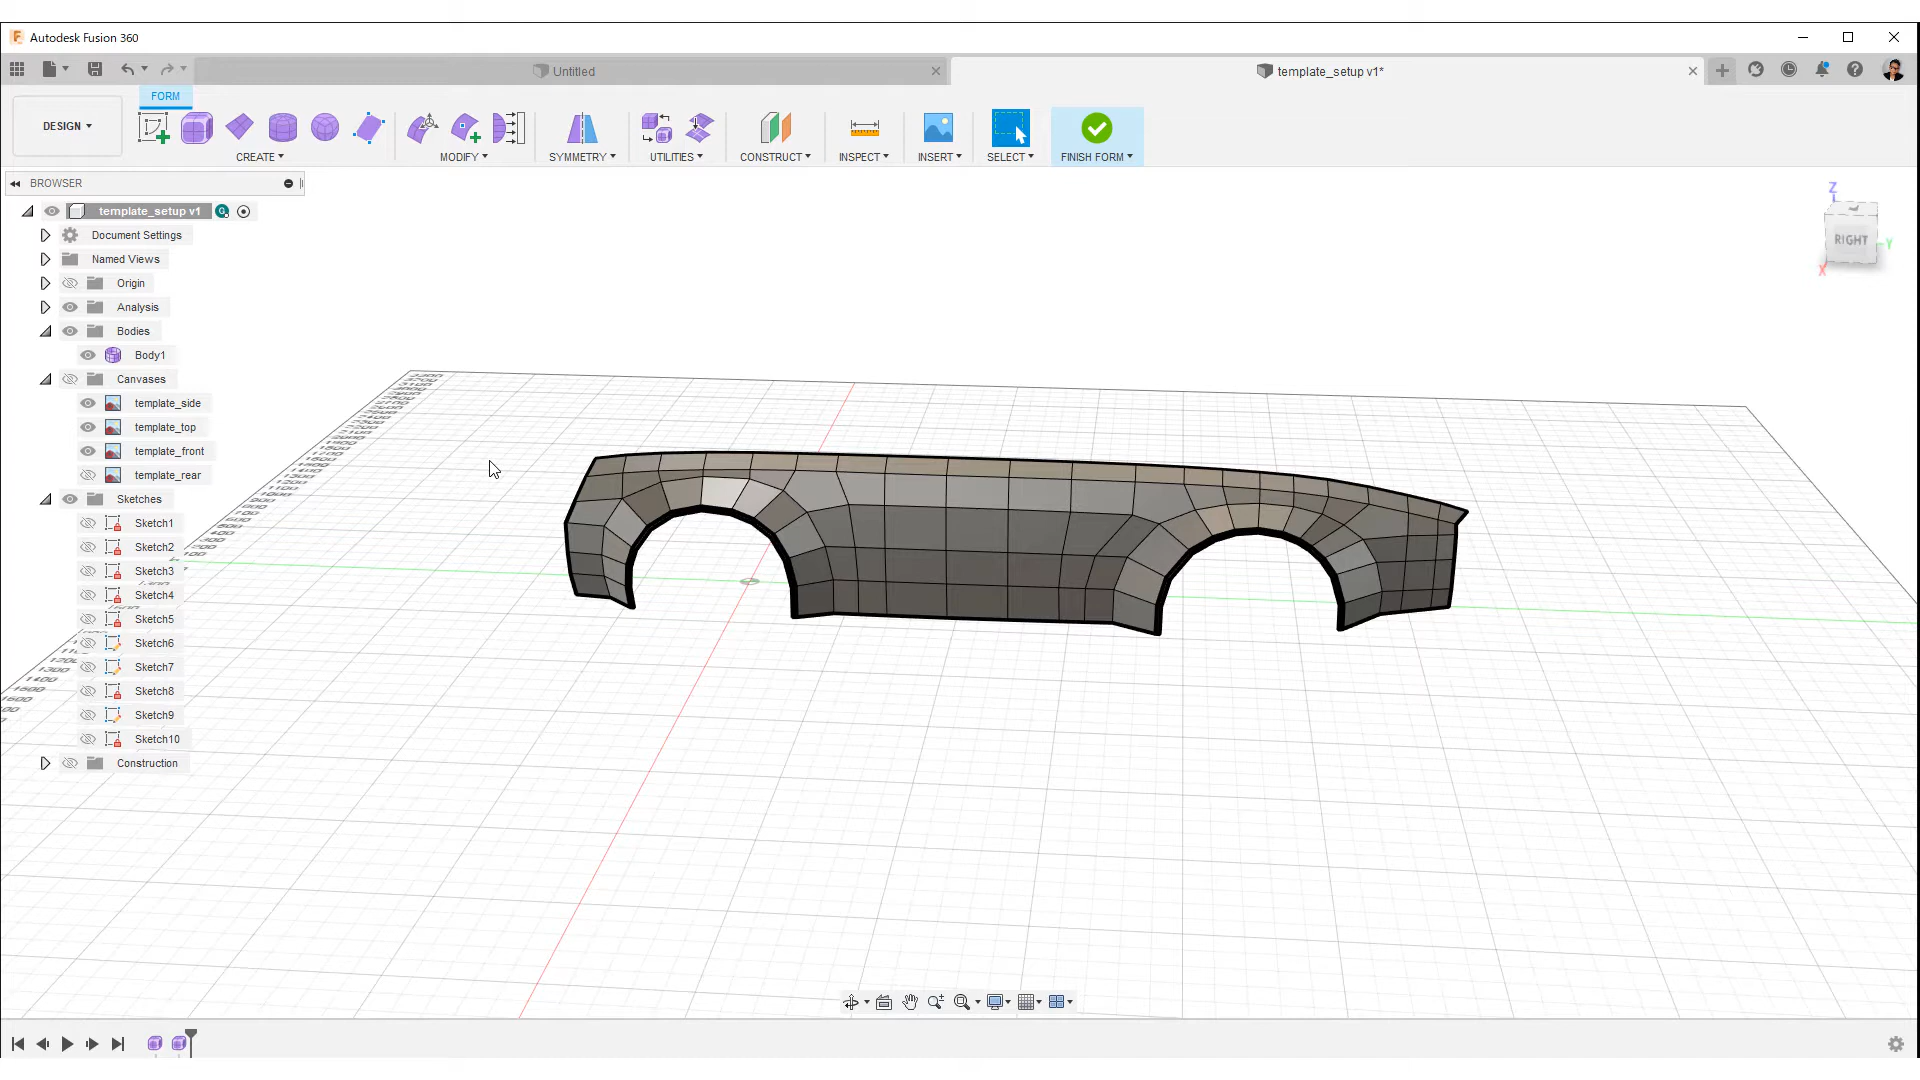 Autodesk Fusion 360
Untitled
template_setup v1*
FORM
DESIGN
CREATE
MODIFY
SYMMETRY
UTILITIES
CONSTRUCT
INSPECT
INSERT
SELECT
FINISH FORM
BROWSER
template_setup v1
Document Settings
Named Views
Origin
Analysis
Bodies
Body1
Canvases
template_side
template_top
template_front
template_rear
Sketches
Sketch1
Sketch2
Sketch3
Sketch4
Sketch5
Sketch6
Sketch7
Sketch8
Sketch9
Sketch10
Construction
Z
RIGHT
Y
X